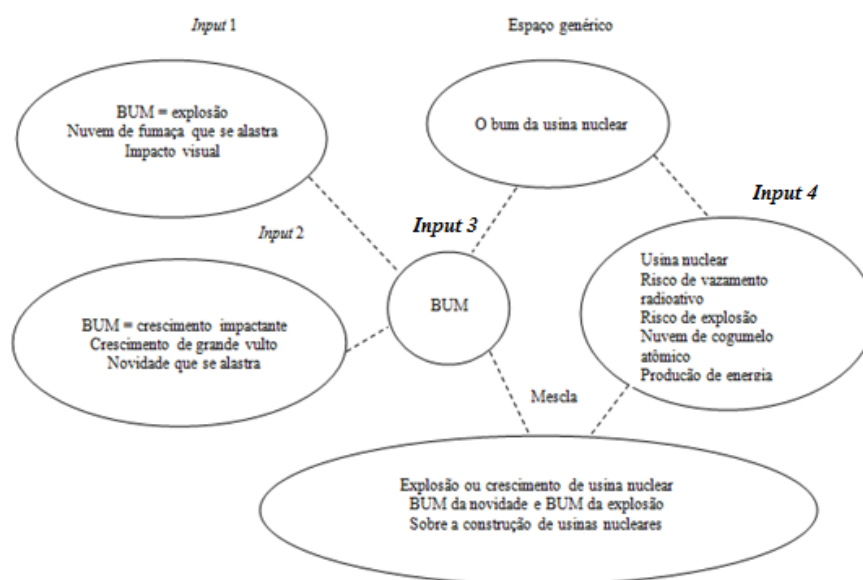 Input 1
Espaço genérico
BUM = explosão
Nuvem de fumaça que se alastra
Impacto visual
O bum da usina nuclear
Input 4
Input 2
Input 3
BUM = crescimento impactante
Crescimento de grande vulto
Novidade que se alastra
BUM
Usina nuclear
Risco de vazamento
radioativo
Risco de explosão
Nuvem de cogumelo
atômico
Produção de energia
Mescla
Explosão ou crescimento de usina nuclear
BUM da novidade e BUM da explosão
Sobre a construção de usinas nucleares